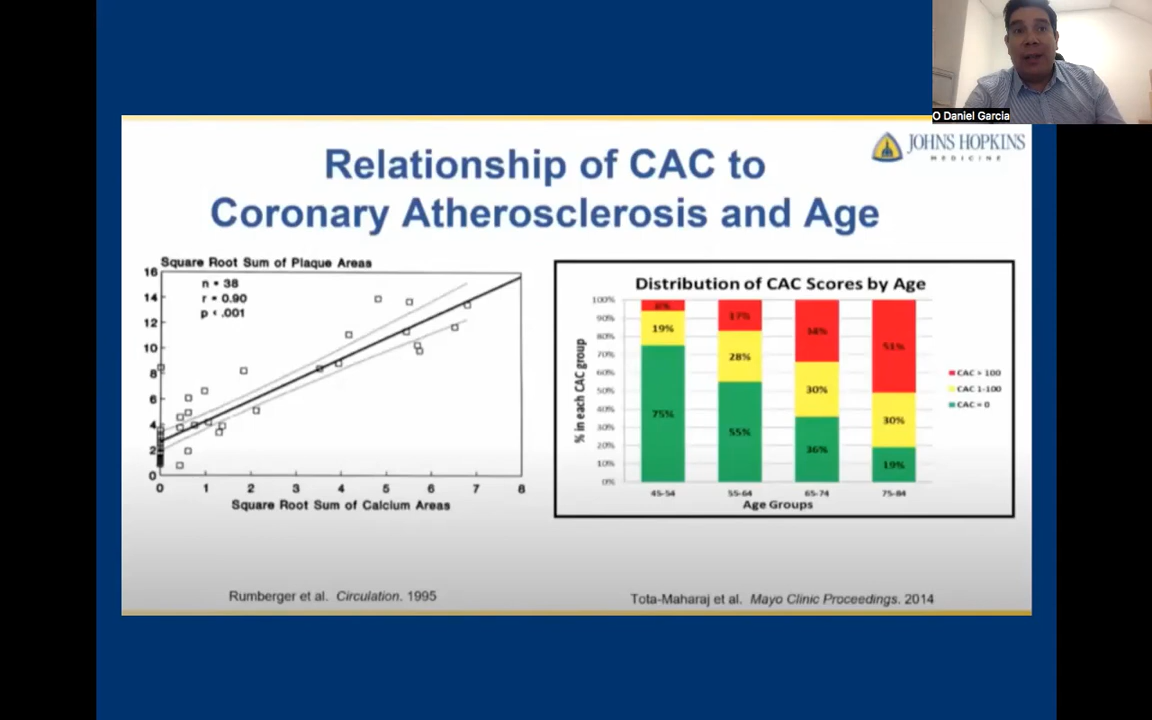 O Daniel Garcia
JOHNS HOPKINS
MEDICINE
Relationship of CAC to
Coronary Atherosclerosis and Age
Square Root Sum of Plaque Areas
16
14
12
10
8
6
4
2
0
n = 38
r = 0.90
p < .001
0 1 2 3 4 5 6 7 8
Square Root Sum of Calcium Areas
Rumberger et al. Circulation. 1995
Distribution of CAC Scores by Age
% in each CAC group
100%
90%
80%
70%
60%
50%
40%
30%
20%
10%
0%
6% 17% 34% 51%
19% 28% 30% 30%
75% 55% 36% 19%
45-54 55-64 65-74 75-84
Age Groups
CAC > 100
CAC 1-100
CAC = 0
Tota-Maharaj et al. Mayo Clinic Proceedings. 2014